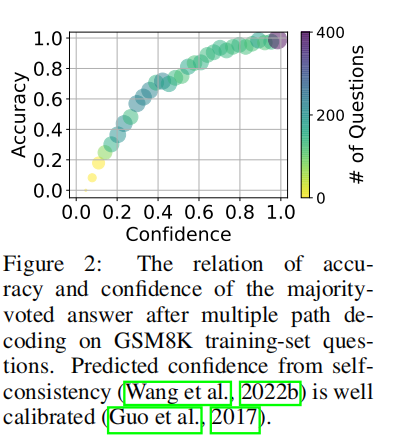 1.0
0.8
0.6
0.4
0.2
0.0
Accuracy
0.0 0.2 0.4 0.6 0.8 1.0
Confidence
400
200
0
# of Questions
Figure 2: The relation of accu-
racy and confidence of the majority-
voted answer after multiple path de-
coding on GSM8K training-set ques-
tions. Predicted confidence from self-
consistency (Wang et al., 2022b) is well
calibrated (Guo et al., 2017).